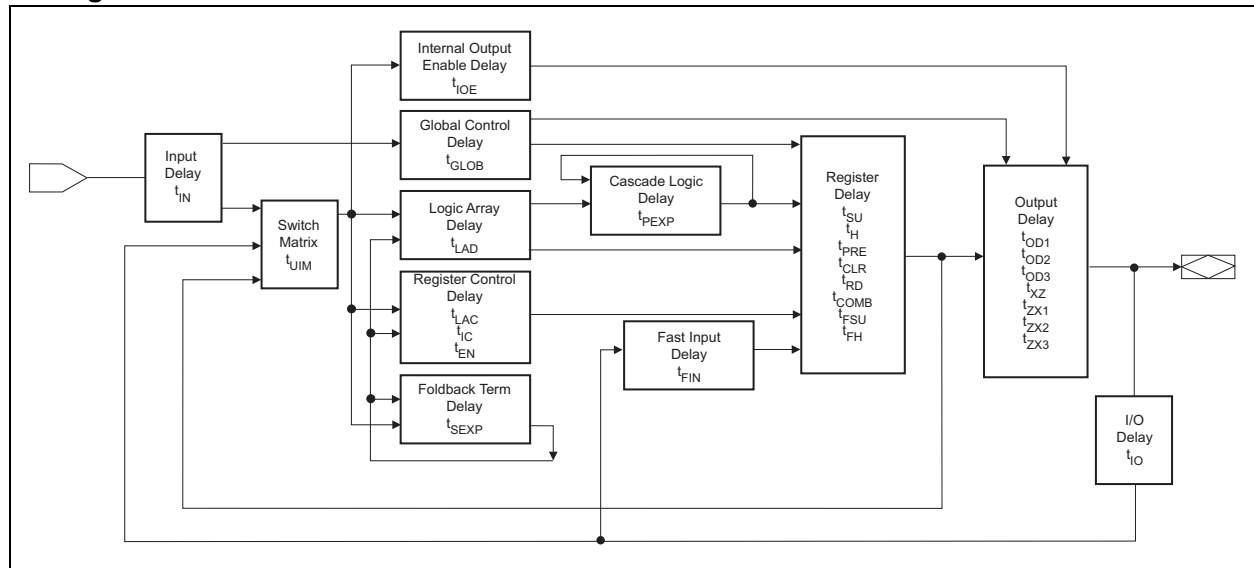 Internal Output
Enable Delay
tIOE
Input
Delay
tIN
Global Control
Delay
tGLOB
Switch
Matrix
tUIM
Logic Array
Delay
tLAD
Cascade Logic
Delay
tPEXP
Register Control
Delay
tLAC
tIC
tEN
Fast Input
Delay
tFIN
Foldback Term
Delay
tSEXP
Register
Delay
tSU
tH
tPRE
tCLR
tRD
tCOMB
tFSU
tFH
Output
Delay
tOD1
tOD2
tOD3
tXZ
tZX1
tZX2
tZX3
I/O
Delay
tIO